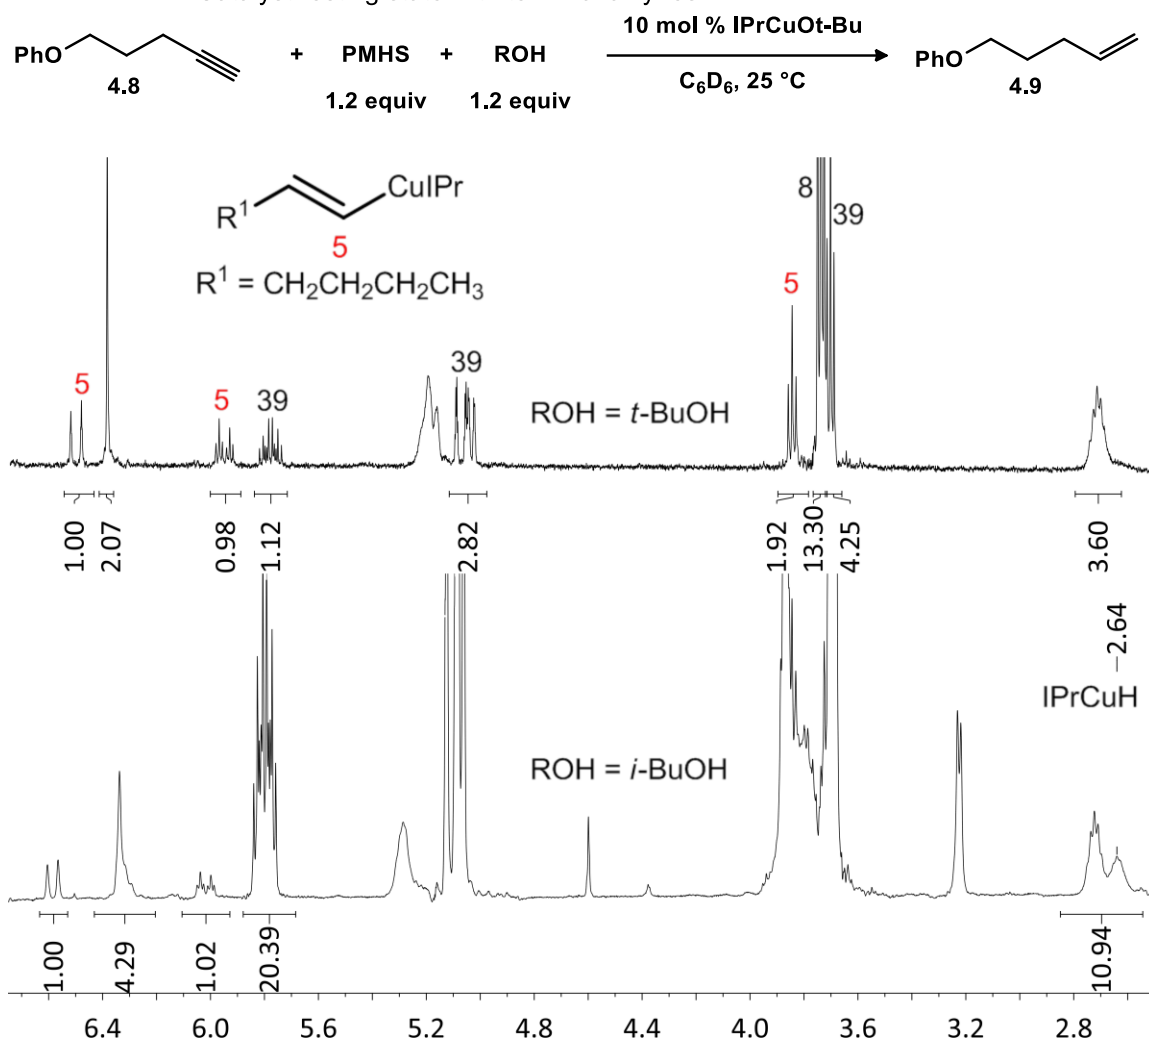 10 mol % IPrCuOt-Bu
PhO
+ PMHS + ROH
PhO
4.8
1.2 equiv 1.2 equiv
C6D6, 25 °C
4.9
R¹
CuIPr
5
R¹ = CH₂CH₂CH₂CH₃
8
39
5
39
5
5
39
ROH = t-BuOH
1.00
2.07
0.98
1.12
2.82
1.92
13.30
4.25
3.60
2.64
IPrCuH
ROH = i-BuOH
1.00
4.29
1.02
20.39
10.94
6.4 6.0 5.6 5.2 4.8 4.4 4.0 3.6 3.2 2.8